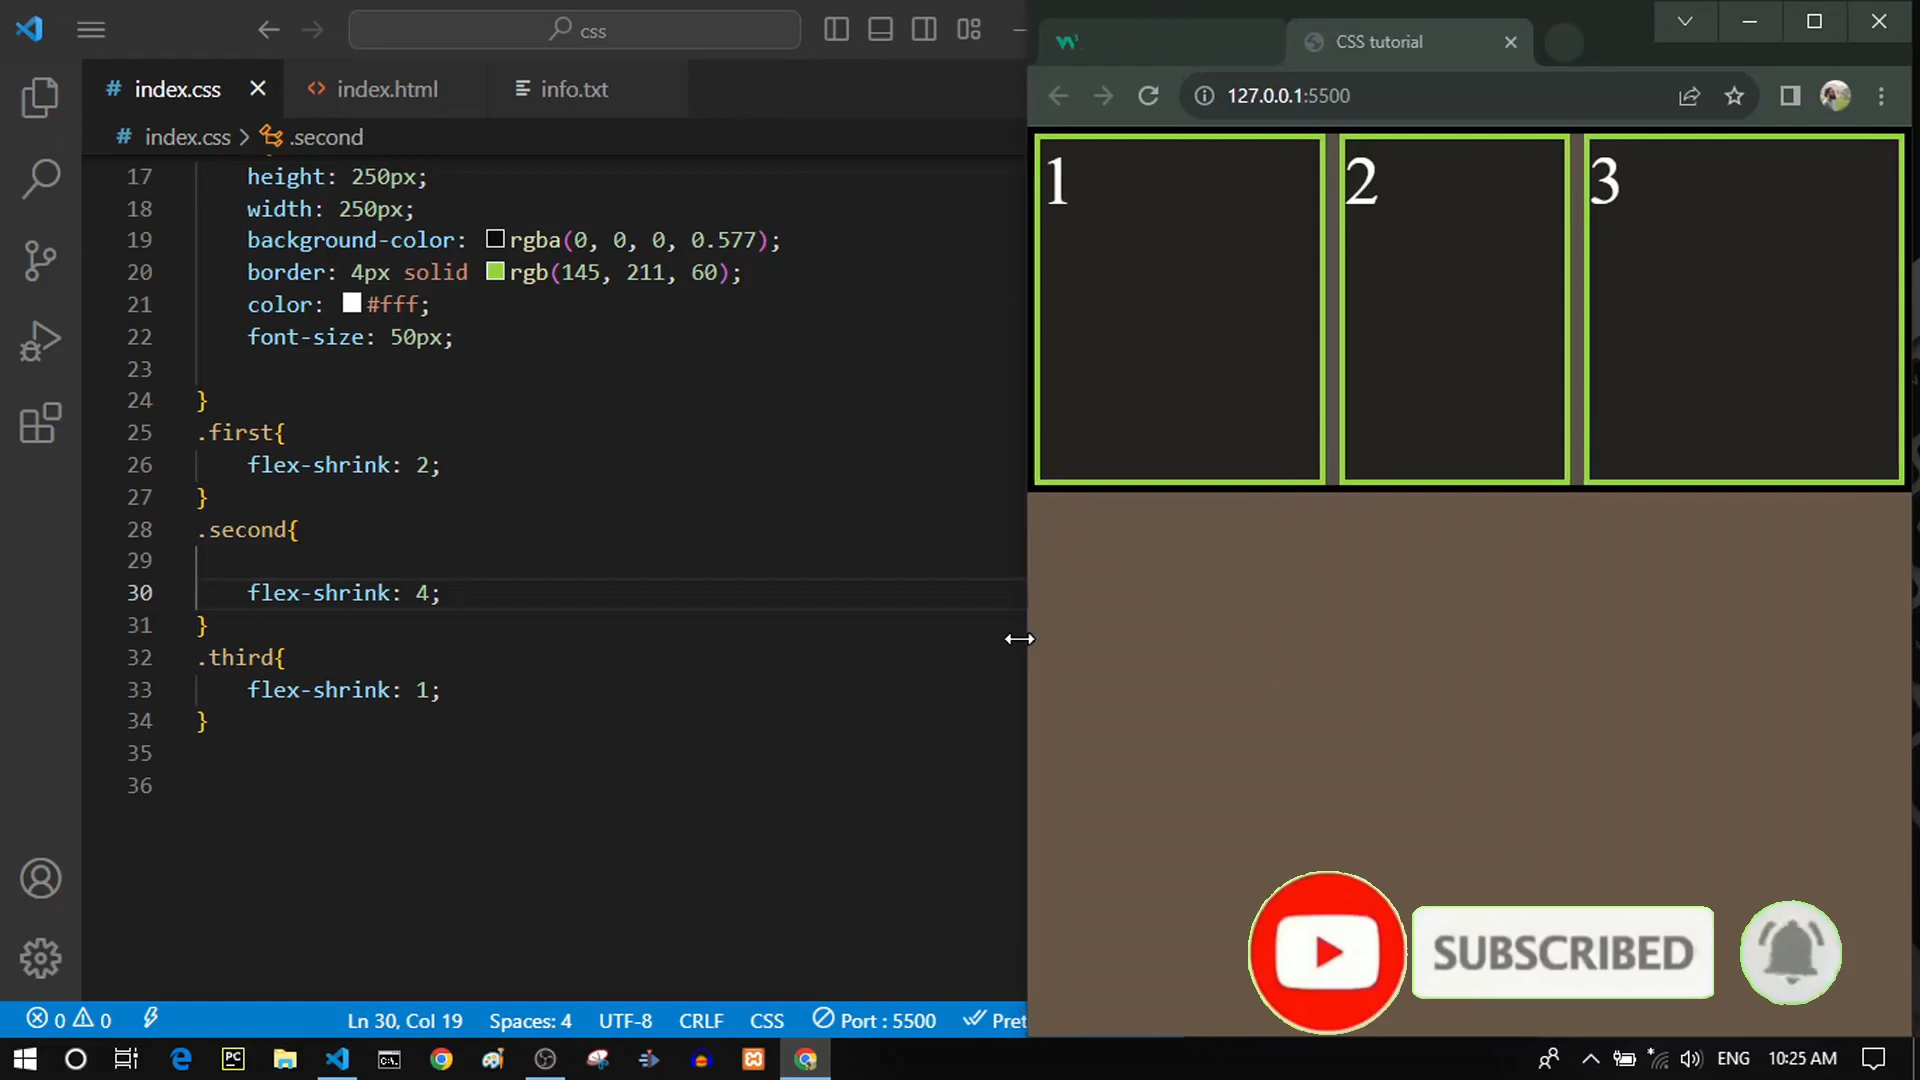 css
index.css
index.html
info.txt
index.css > .second
17 height: 250px;
18 width: 250px;
19 background-color: rgba(0, 0, 0, 0.577);
20 border: 4px solid rgb(145, 211, 60);
21 color: #fff;
22 font-size: 50px;
23
24 }
25 .first{
26 flex-shrink: 2;
27 }
28 .second{
29
30 flex-shrink: 4;
31 }
32 .third{
33 flex-shrink: 1;
34 }
35
36
0 0
Ln 30, Col 19
Spaces: 4
UTF-8
CRLF
CSS
Port : 5500
Pret
CSS tutorial
127.0.0.1:5500
1
2
3
SUBSCRIBED
PC
ENG
10:25 AM